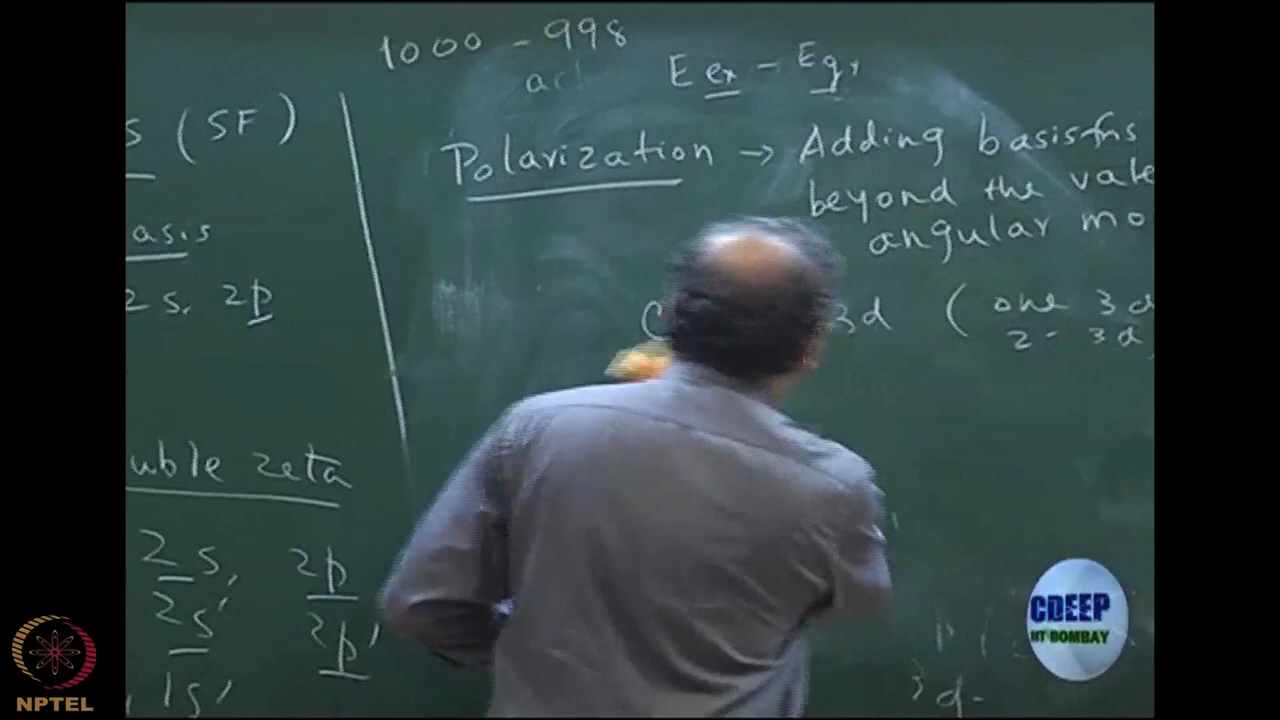 1000 - 998
E ex - E gr
S (SF)
asis
2s, 2p
Polarization → Adding basis fns
beyond the vale
angular mo
C 3d (one 3d
2 - 3d,
uble zeta
2s, 2p
2s' 2p'
, 1s'
3d-
CDEEP
IIT BOMBAY
NPTEL